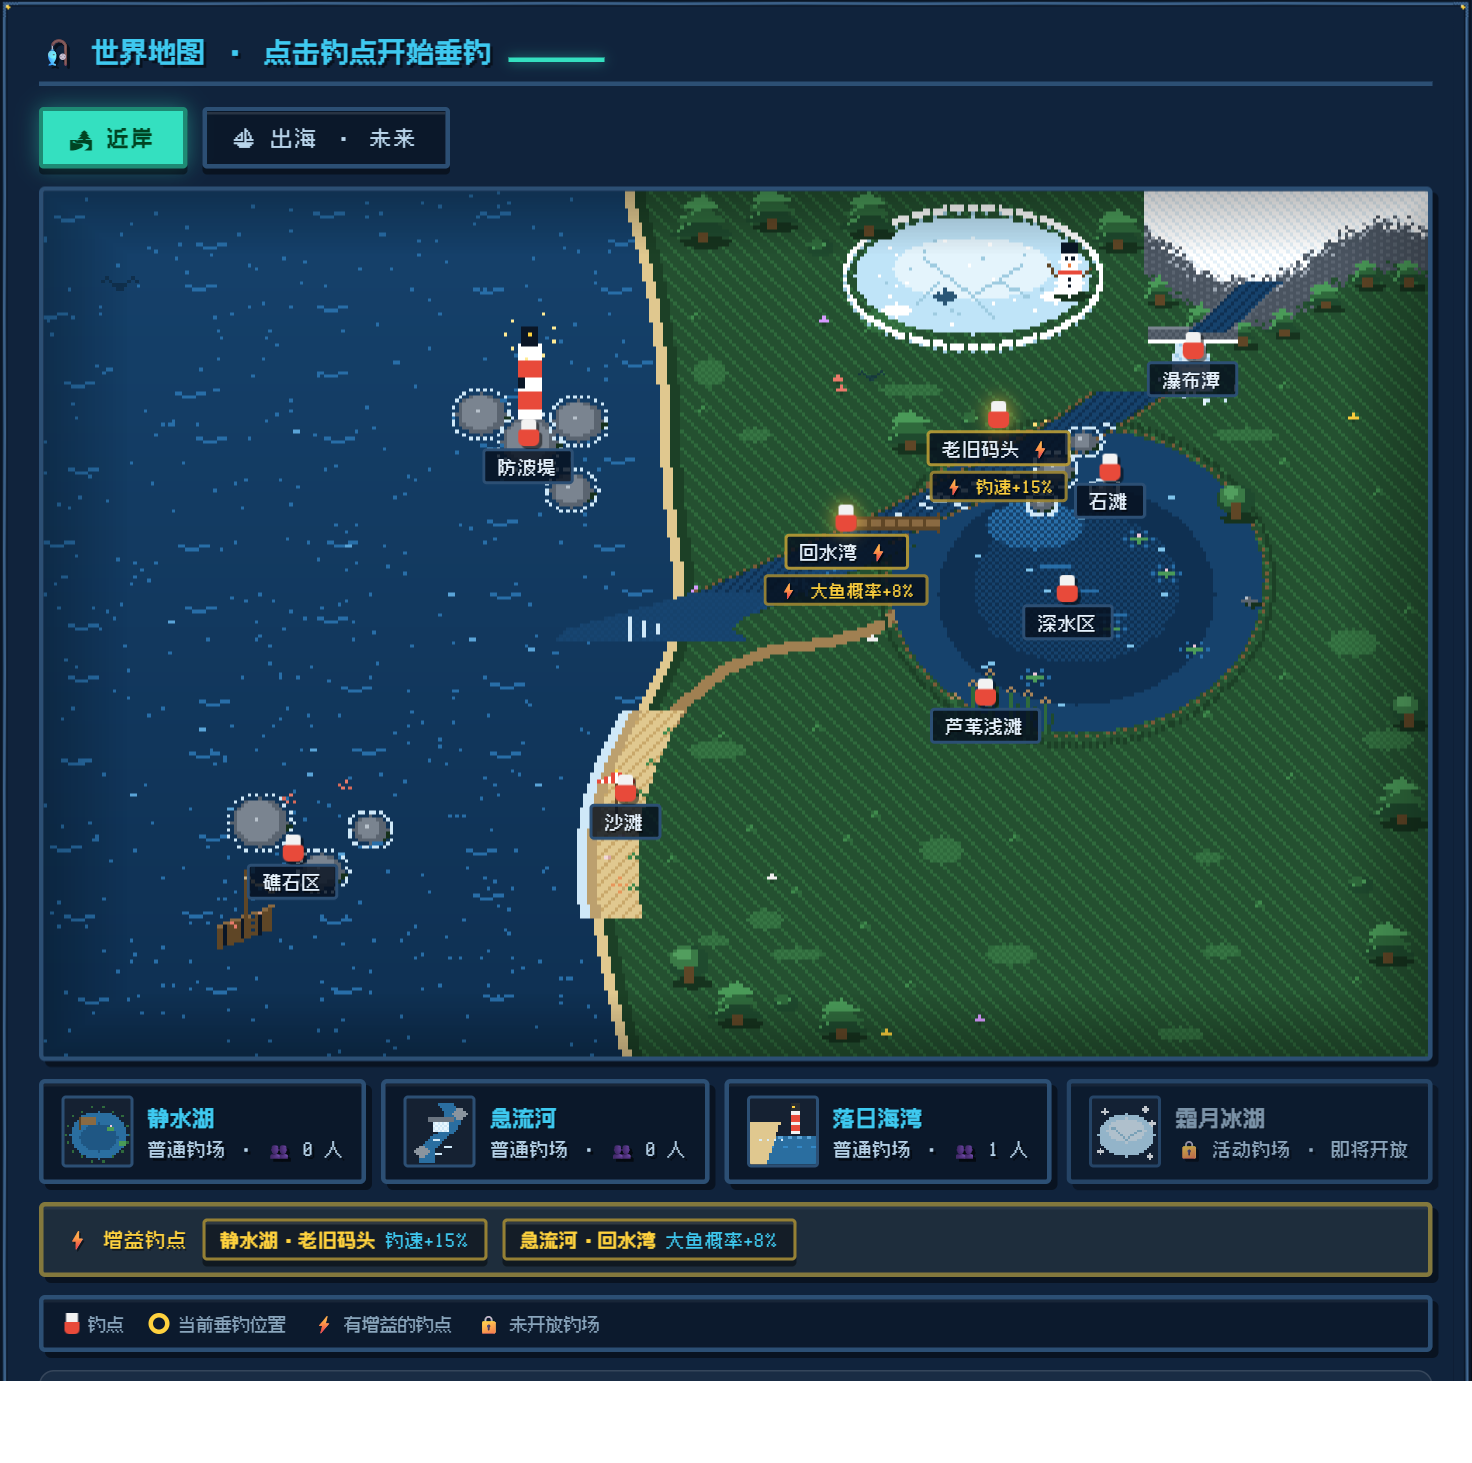 世界地图 · 点击钓点开始垂钓
近岸
出海 · 未来
瀑布潭
老旧码头
钓速+15%
石滩
防波堤
回水湾
大鱼概率+8%
深水区
芦苇浅滩
沙滩
礁石区
静水湖
普通钓场 · 0 人
急流河
普通钓场 · 0 人
落日海湾
普通钓场 · 1 人
霜月冰湖
活动钓场 · 即将开放
增益钓点
静水湖·老旧码头 钓速+15%
急流河·回水湾 大鱼概率+8%
钓点
当前垂钓位置
有增益的钓点
未开放钓场